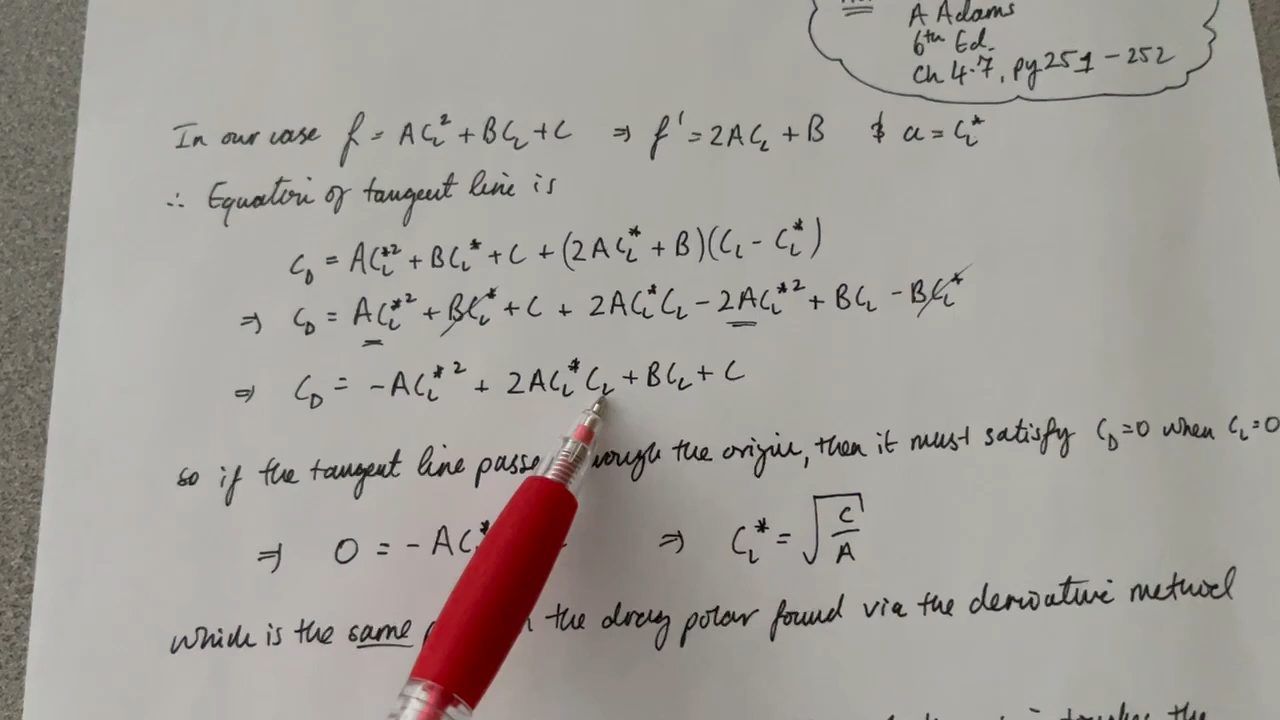 A Adams
6th Ed.
Ch 4.7, pg 251 - 252
In our case f = AC_L^2 + BC_L + C ⇒ f' = 2AC_L + B & a = C_L^*
∴ Equation of tangent line is
C_D = AC_L^{*2} + BC_L^* + C + (2AC_L^* + B)(C_L - C_L^*)
⇒ C_D = AC_L^{*2} + BC_L^* + C + 2AC_L^*C_L - 2AC_L^{*2} + BC_L - BC_L^*
⇒ C_D = -AC_L^{*2} + 2AC_L^*C_L + BC_L + C
so if the tangent line passe the origin, then it must satisfy C_D=0 when C_L=0
⇒ 0 = -AC_L^* ⇒ C_L^* = √(C/A)
which is the same the drag polar found via the derivative method
the